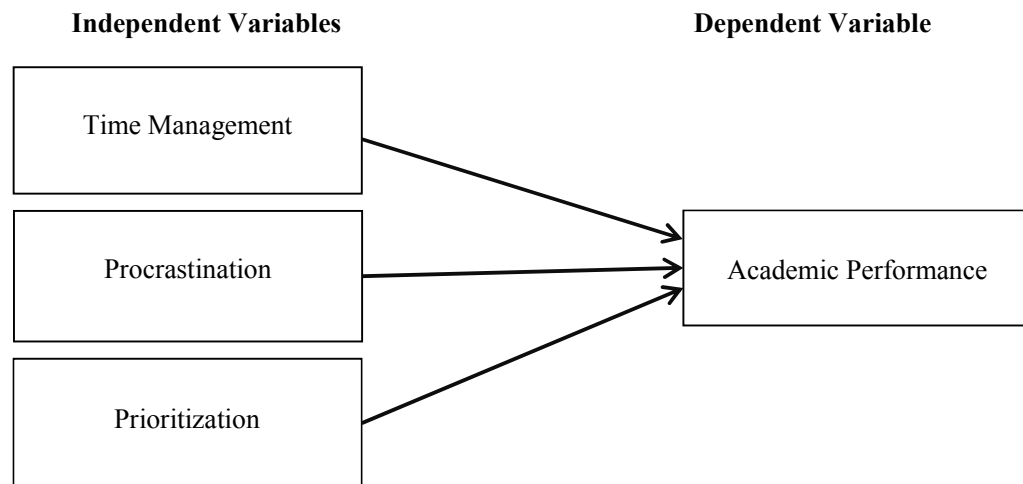 Independent Variables
Dependent Variable
Time Management
Procrastination
Academic Performance
Prioritization